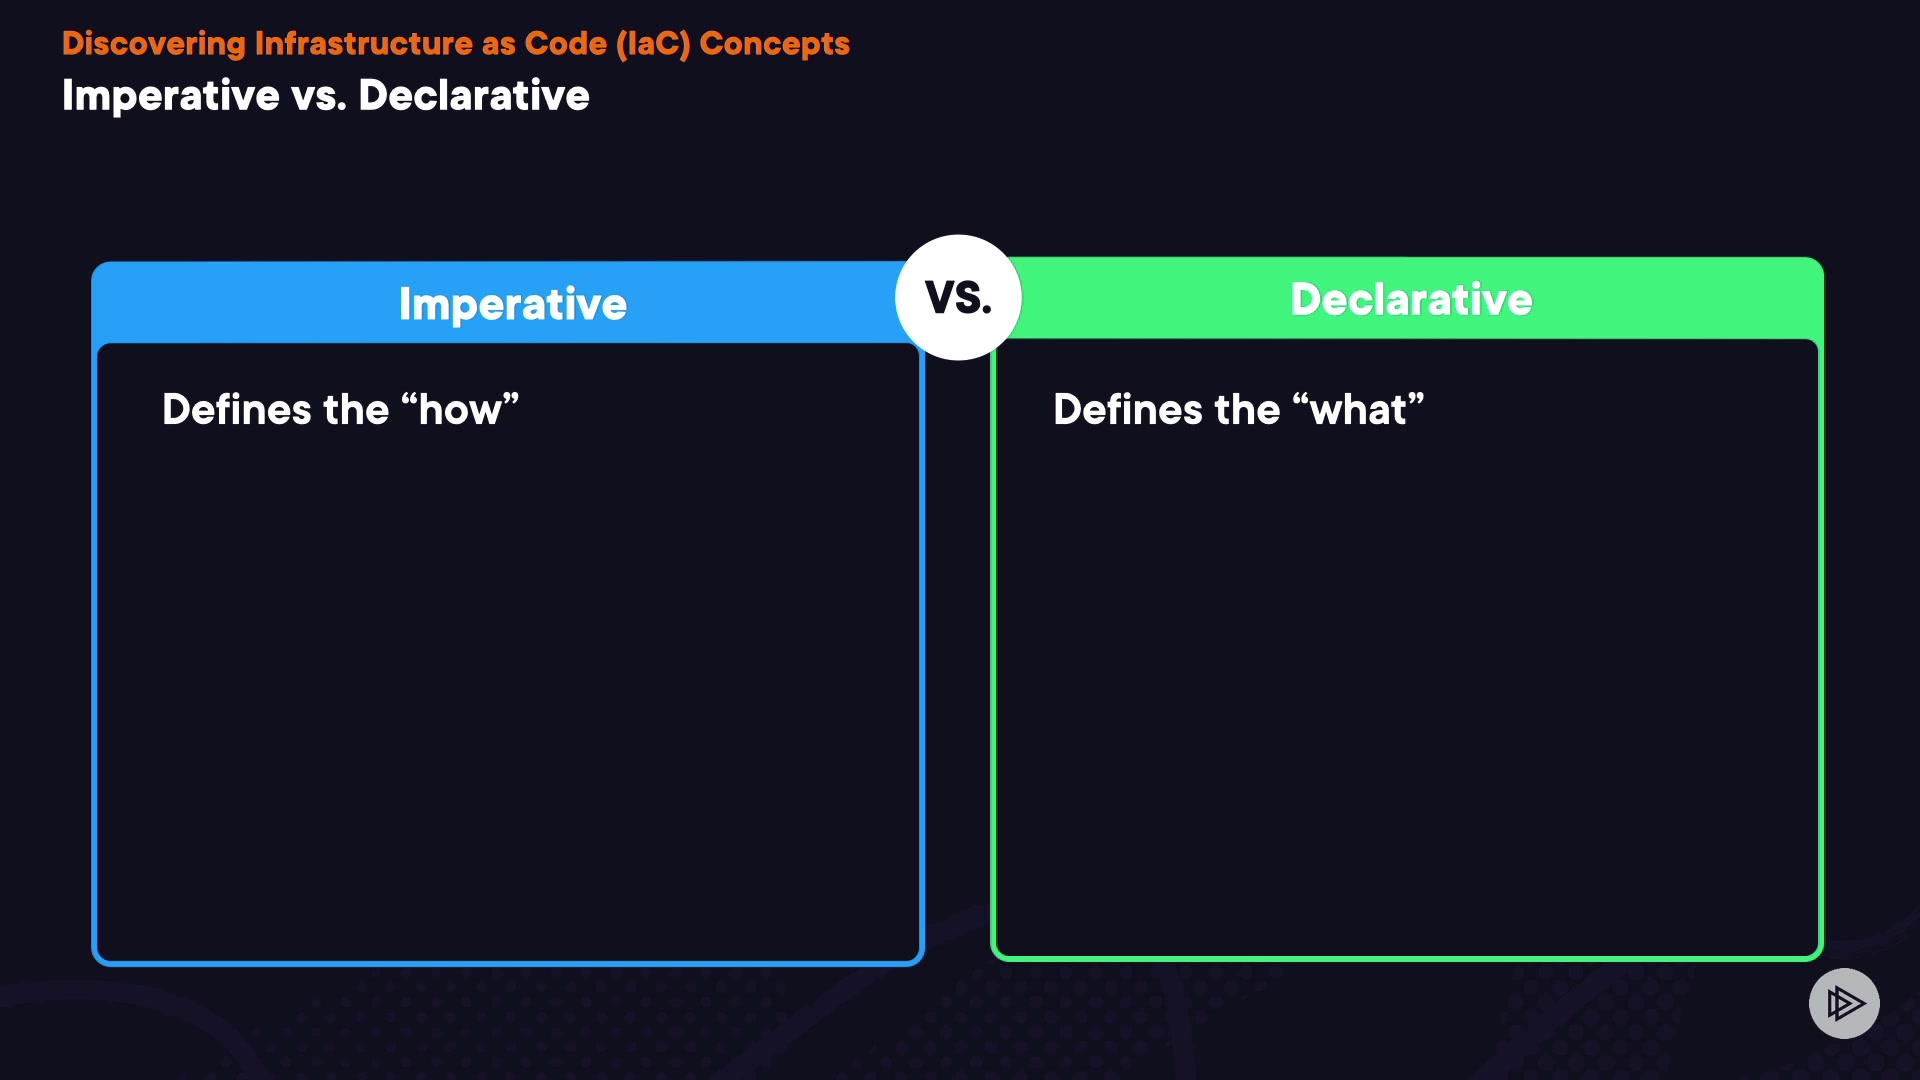 Discovering Infrastructure as Code (IaC) Concepts
Imperative vs. Declarative
Imperative
VS.
Declarative
Defines the “how”
Defines the “what”